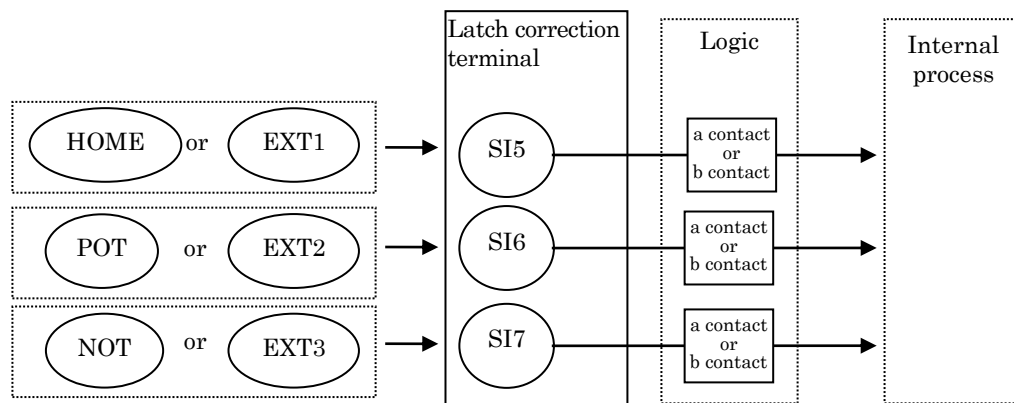 Latch correction
terminal
Logic
Internal
process
HOME or EXT1
SI5
a contact
or
b contact
POT or EXT2
SI6
a contact
or
b contact
NOT or EXT3
SI7
a contact
or
b contact